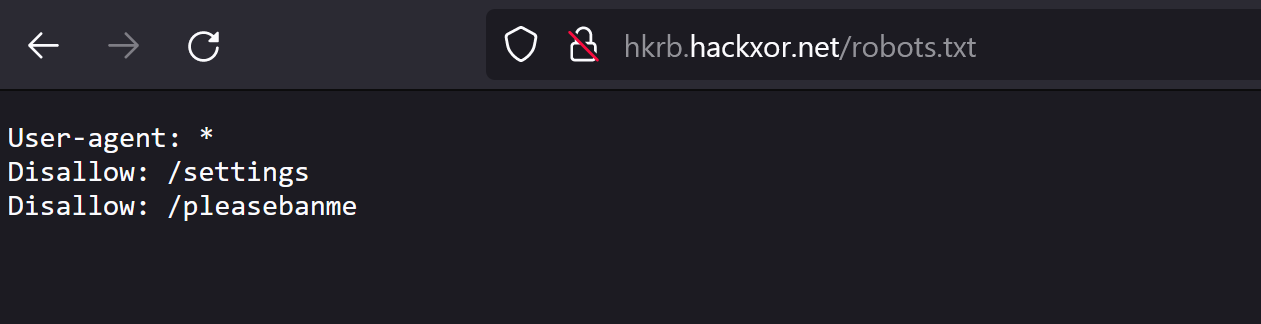 hkrb.hackxor.net/robots.txt
User-agent: *
Disallow: /settings
Disallow: /pleasebanme